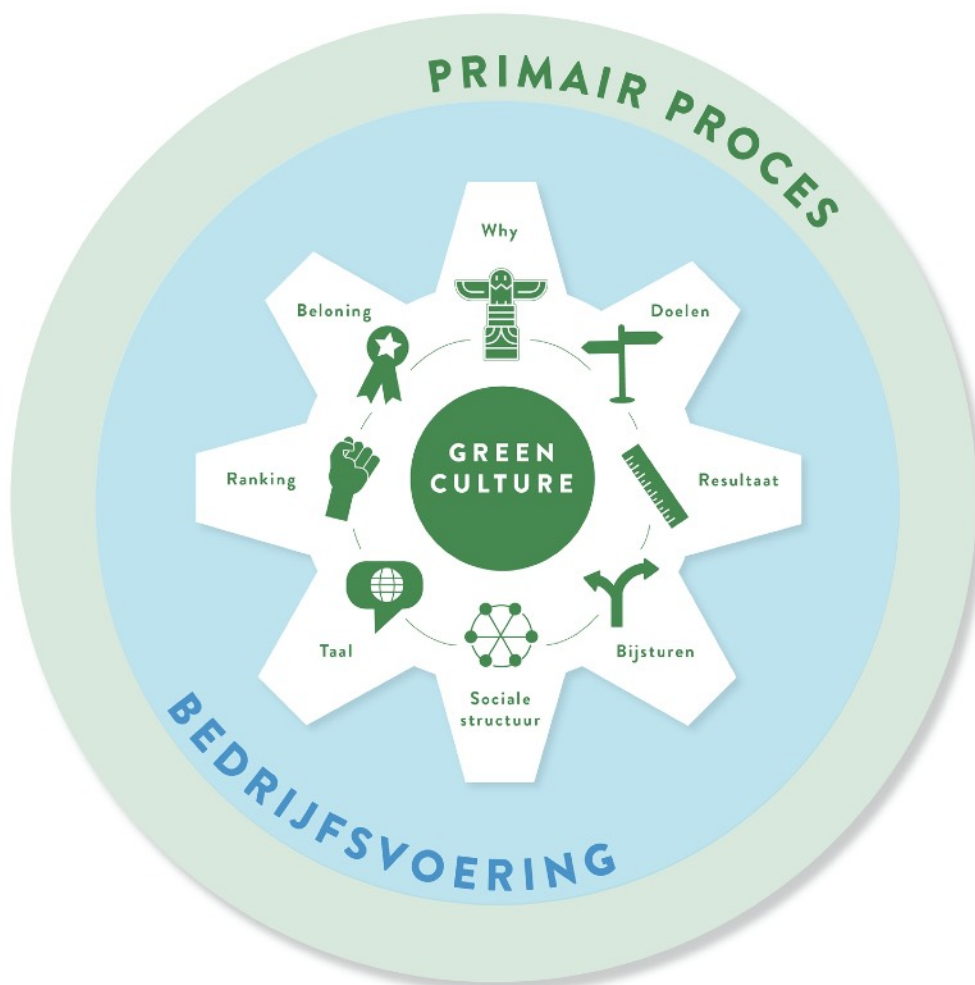 PRIMAIR PROCES
Why
Doelen
Resultaat
Bijsturen
Sociale
structuur
Taal
Ranking
Beloning
GREEN
CULTURE
BEDRIJFSVOERING